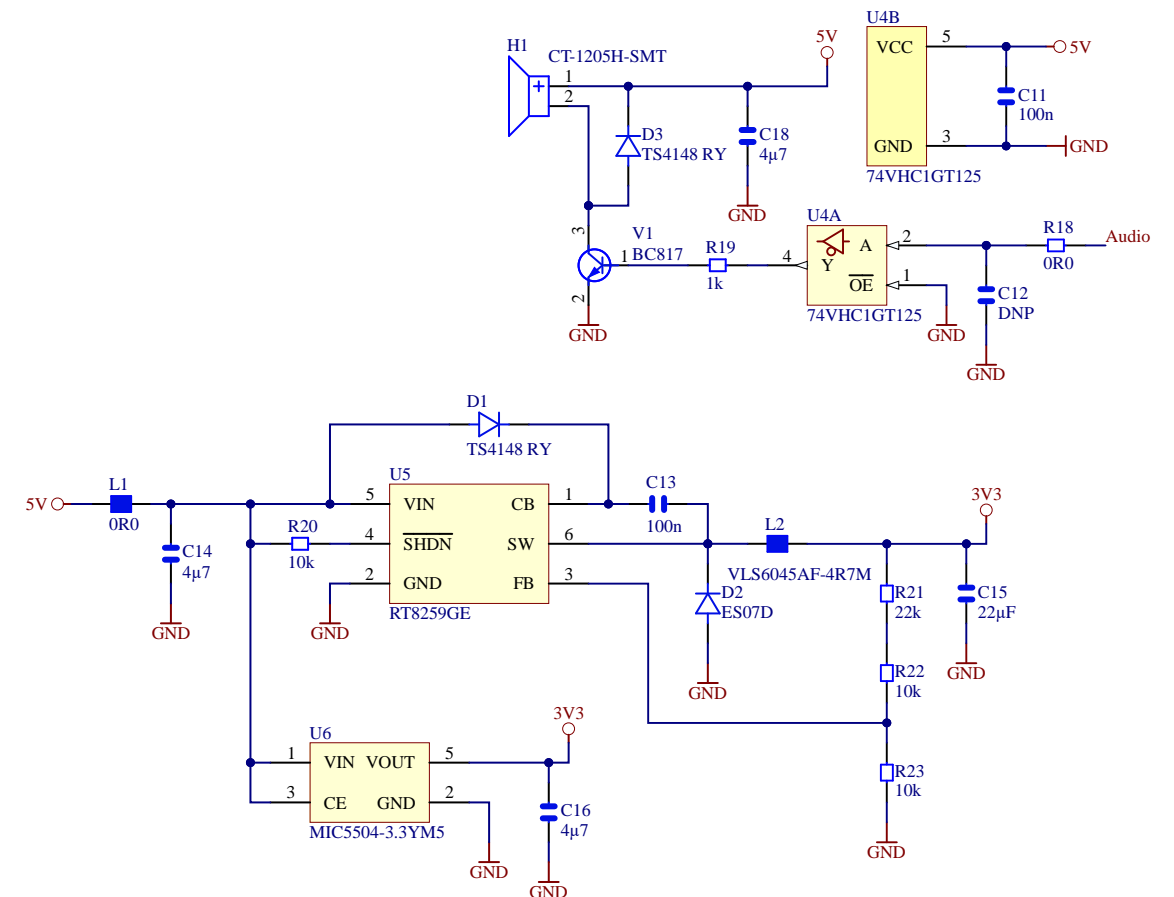 U4B
5V
H1
CT-1205H-SMT
VCC
5
5V
1
+
2
C11
100n
D3
TS4148 RY
C18
4µ7
GND
3
GND
74VHC1GT125
GND
U4A
3
V1
BC817
1
R19
1k
4
A
Y
OE
2
1
R18
0R0
Audio
2
C12
DNP
GND
74VHC1GT125
GND
GND
D1
TS4148 RY
U5
5V
L1
0R0
5
VIN
CB
1
C13
100n
3V3
R20
10k
4
SHDN
SW
6
L2
VLS6045AF-4R7M
C14
4µ7
2
GND
FB
3
RT8259GE
D2
ES07D
R21
22k
C15
22µF
GND
GND
GND
GND
R22
10k
3V3
U6
1
VIN
VOUT
5
3
CE
GND
2
MIC5504-3.3YM5
C16
4µ7
R23
10k
GND
GND
GND